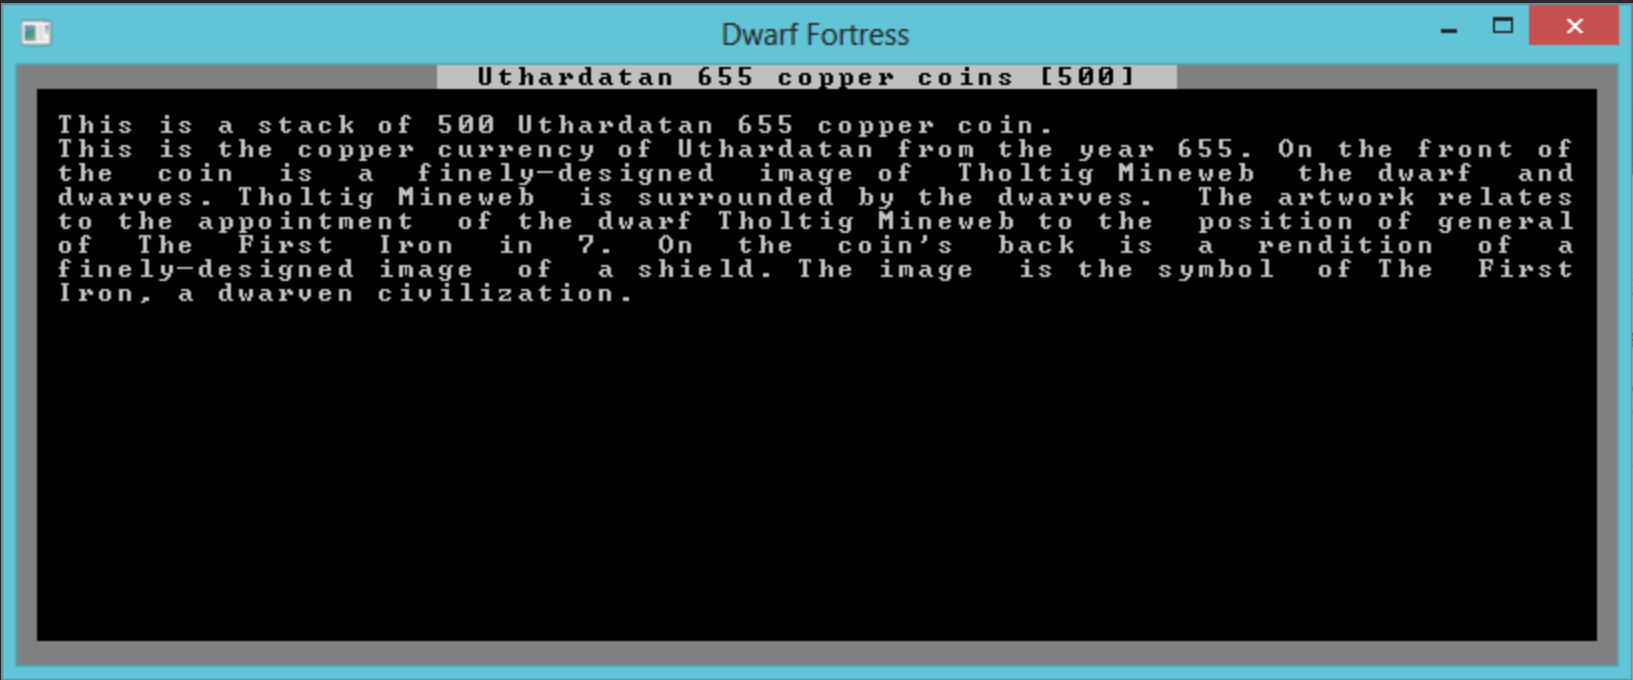 Dwarf Fortress
Uthardatan 655 copper coins [500]
This is a stack of 500 Uthardatan 655 copper coin.
This is the copper currency of Uthardatan from the year 655. On the front of
the coin is a finely-designed image of Tholtig Mineweb the dwarf and
dwarves. Tholtig Mineweb is surrounded by the dwarves. The artwork relates
to the appointment of the dwarf Tholtig Mineweb to the position of general
of The First Iron in 7. On the coin's back is a rendition of a
finely-designed image of a shield. The image is the symbol of The First
Iron, a dwarven civilization.